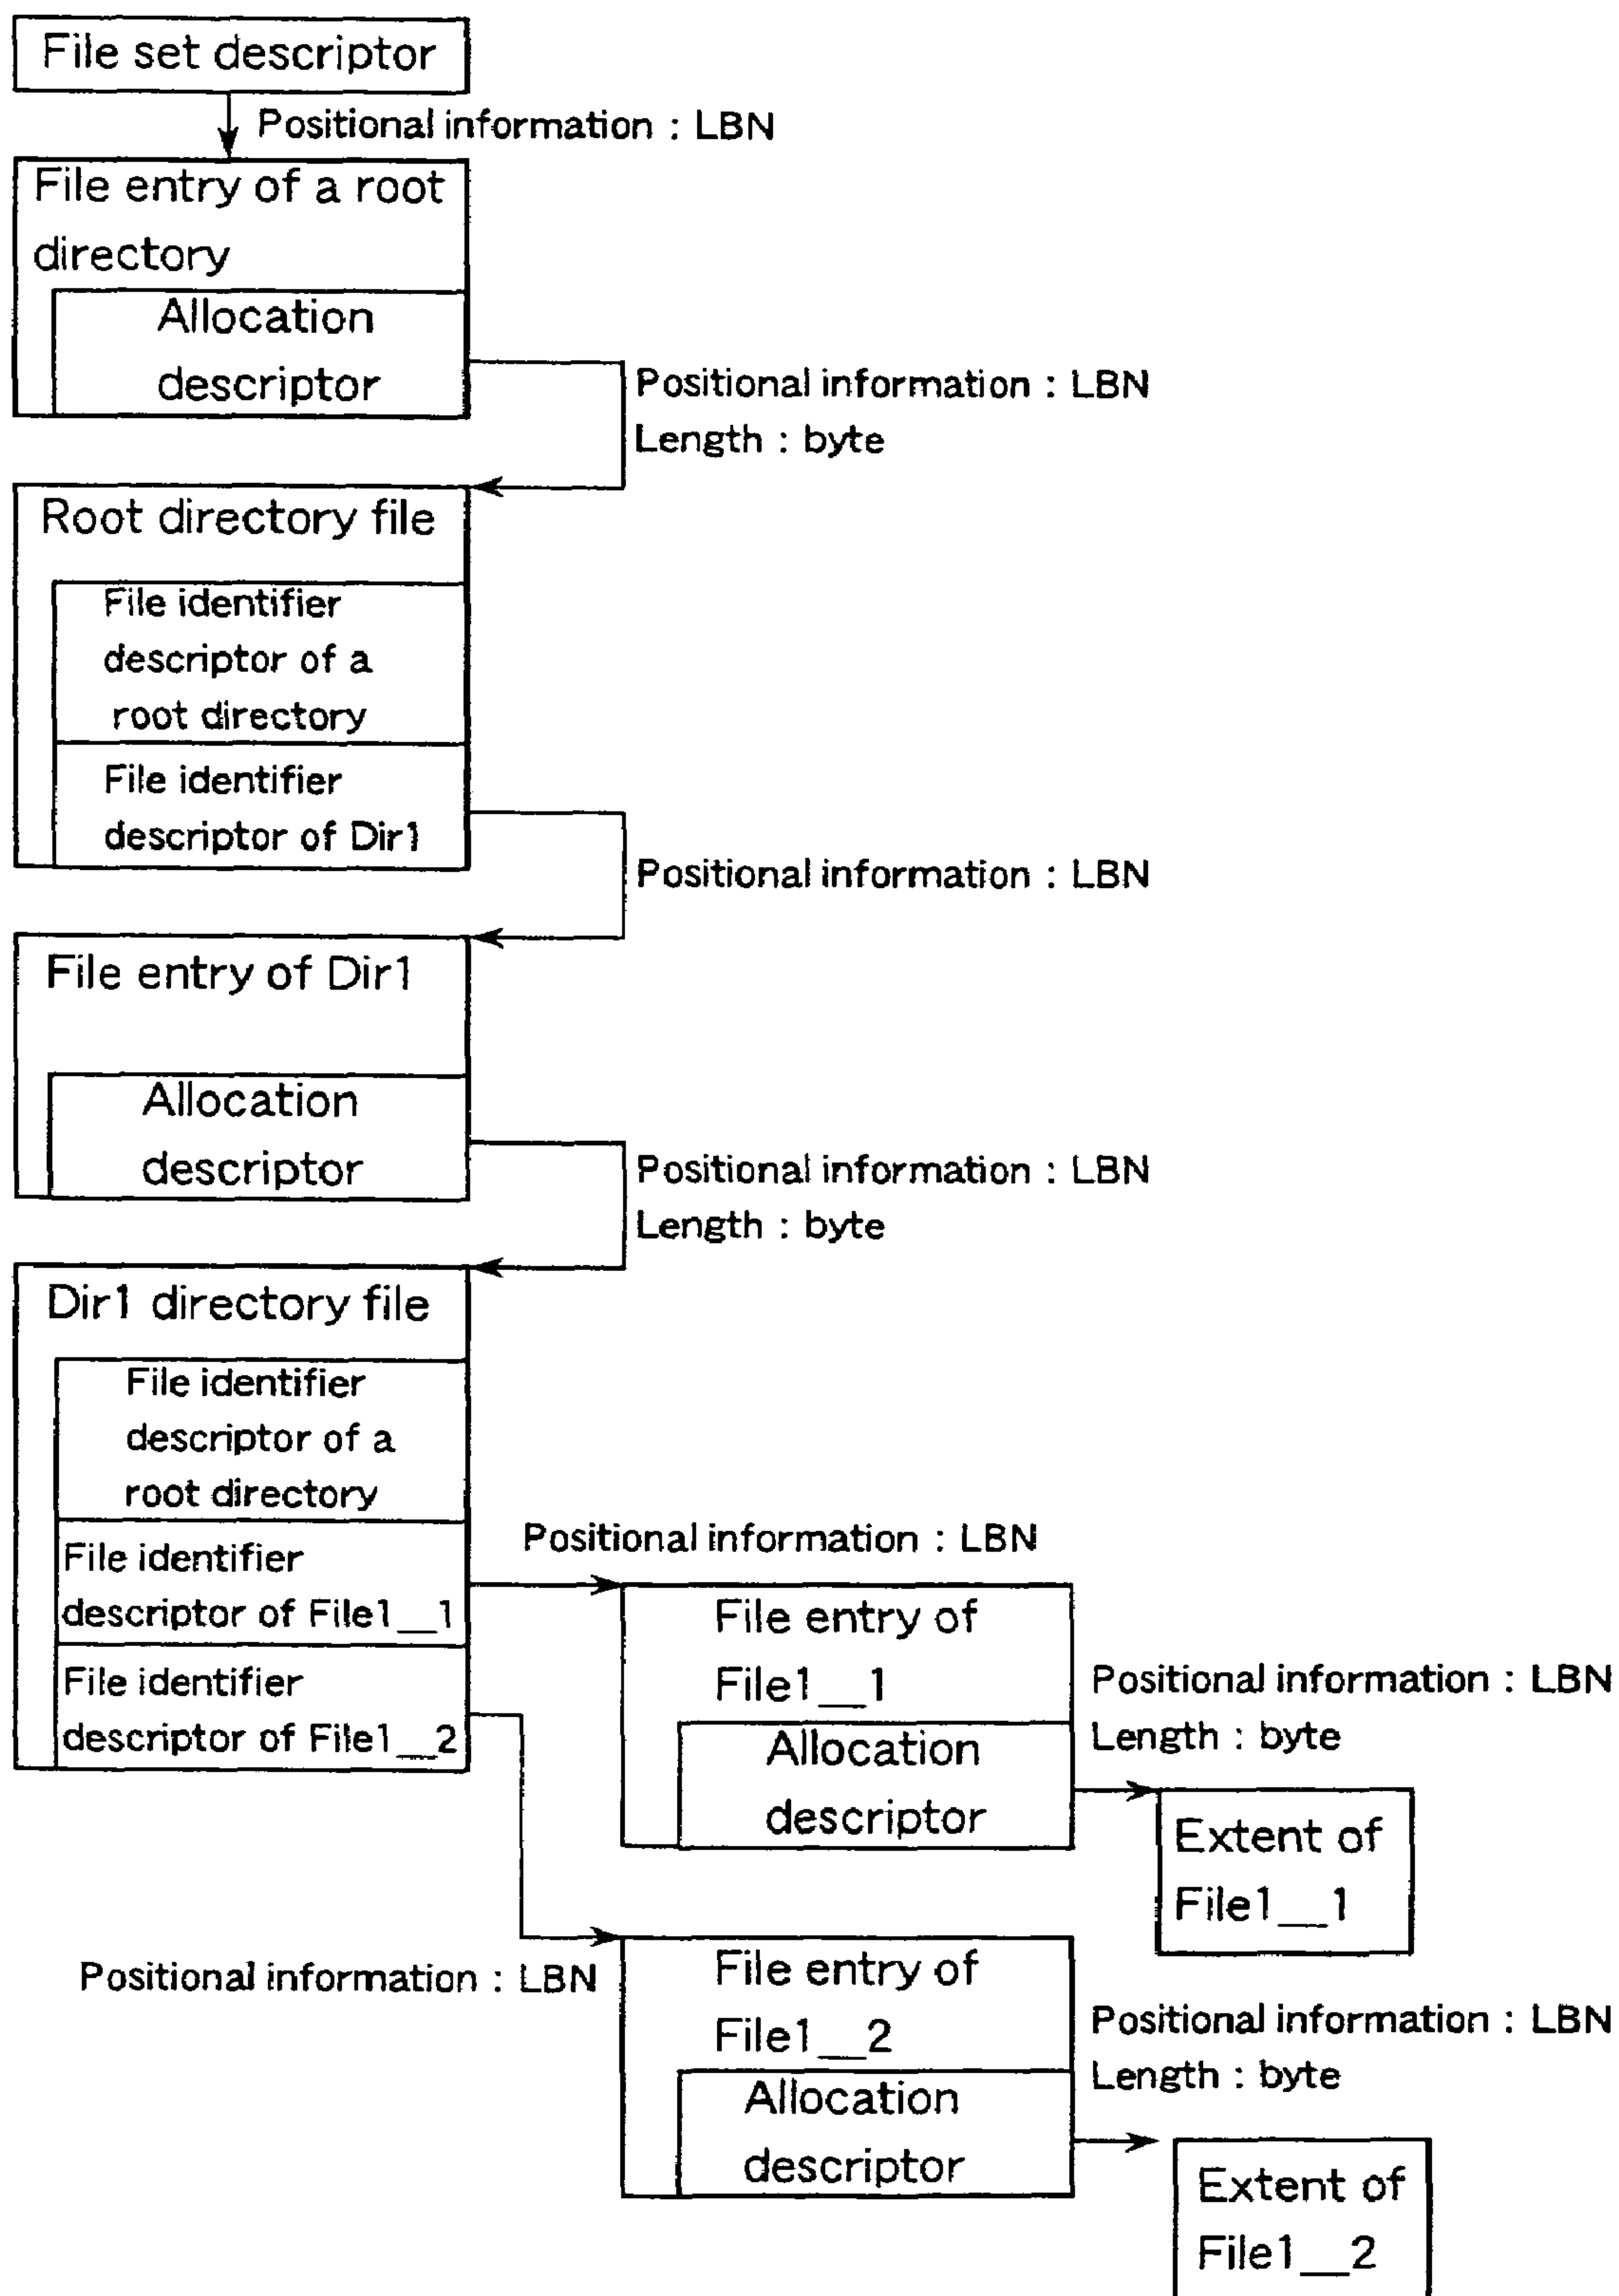 File set descriptor
Positional information : LBN
File entry of a root
directory
Allocation
descriptor
Positional information : LBN
Length : byte
Root directory file
File identifier
descriptor of a
root directory
File identifier
descriptor of Dir1
Positional information : LBN
File entry of Dir1
Allocation
descriptor
Positional information : LBN
Length : byte
Dir1 directory file
File identifier
descriptor of a
root directory
File identifier
descriptor of File1__1
File identifier
descriptor of File1__2
Positional information : LBN
File entry of
File1__1
Allocation
descriptor
Positional information : LBN
Length : byte
Extent of
File1__1
Positional information : LBN
File entry of
File1__2
Allocation
descriptor
Positional information : LBN
Length : byte
Extent of
File1__2